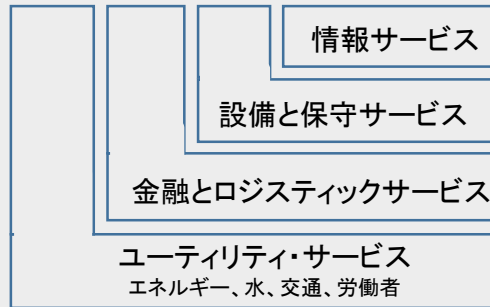 情報サービス
設備と保守サービス
金融とロジスティックサービス
ユーティリティ・サービス
エネルギー、水、交通、労働者